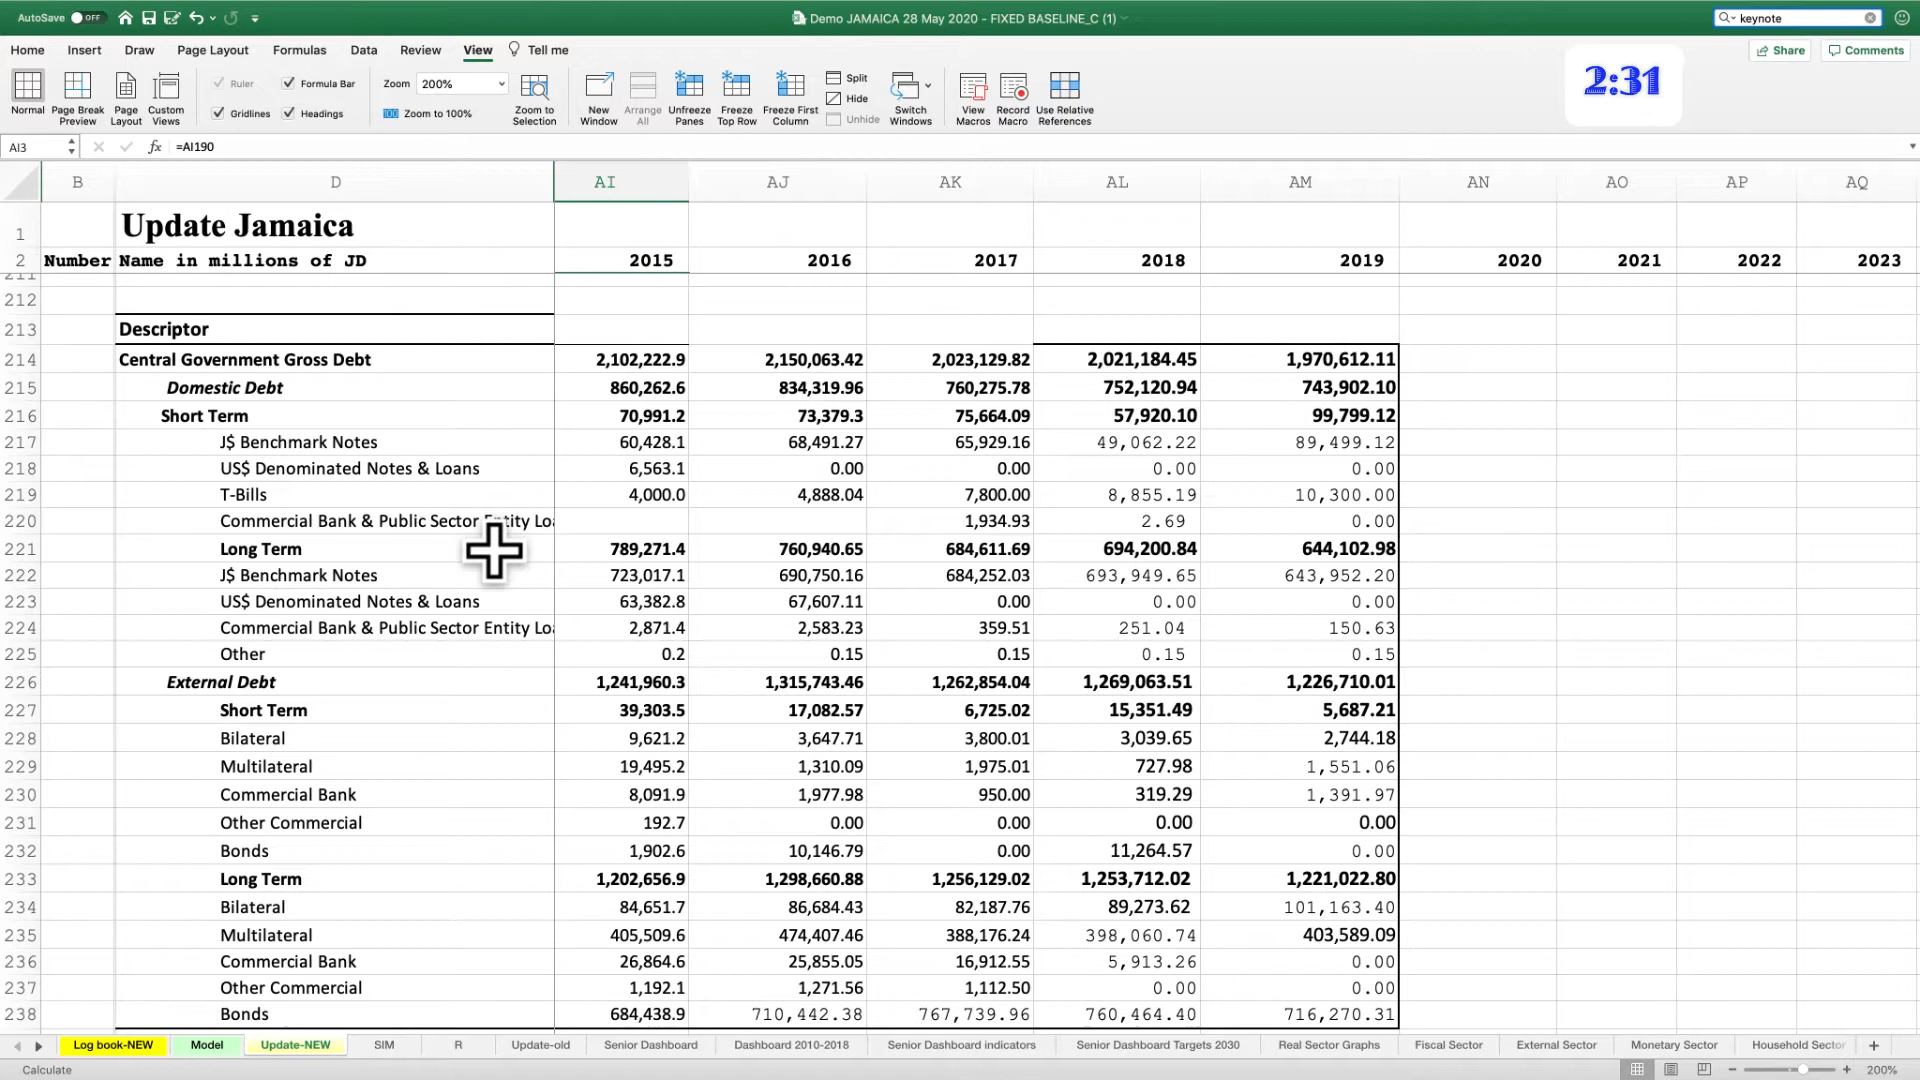 AutoSave OFF Demo JAMAICA 28 May 2020 - FIXED BASELINE_C (1) keynote
Home Insert Draw Page Layout Formulas Data Review View Tell me Share Comments
Normal Page Break Preview Page Layout Custom Views Ruler Formula Bar Gridlines Headings Zoom 200% Zoom to 100% Zoom to Selection New Window Arrange All Unfreeze Panes Freeze Top Row Freeze First Column Split Hide Unhide Switch Windows View Macros Record Macro Use Relative References 2:31
AI3 fx =AI190
B D AI AJ AK AL AM AN AO AP AQ
1 Update Jamaica
2 Number Name in millions of JD 2015 2016 2017 2018 2019 2020 2021 2022 2023
211
212
213 Descriptor
214 Central Government Gross Debt 2,102,222.9 2,150,063.42 2,023,129.82 2,021,184.45 1,970,612.11
215 Domestic Debt 860,262.6 834,319.96 760,275.78 752,120.94 743,902.10
216 Short Term 70,991.2 73,379.3 75,664.09 57,920.10 99,799.12
217 J$ Benchmark Notes 60,428.1 68,491.27 65,929.16 49,062.22 89,499.12
218 US$ Denominated Notes & Loans 6,563.1 0.00 0.00 0.00 0.00
219 T-Bills 4,000.0 4,888.04 7,800.00 8,855.19 10,300.00
220 Commercial Bank & Public Sector Entity Loa 1,934.93 2.69 0.00
221 Long Term 789,271.4 760,940.65 684,611.69 694,200.84 644,102.98
222 J$ Benchmark Notes 723,017.1 690,750.16 684,252.03 693,949.65 643,952.20
223 US$ Denominated Notes & Loans 63,382.8 67,607.11 0.00 0.00 0.00
224 Commercial Bank & Public Sector Entity Loa 2,871.4 2,583.23 359.51 251.04 150.63
225 Other 0.2 0.15 0.15 0.15 0.15
226 External Debt 1,241,960.3 1,315,743.46 1,262,854.04 1,269,063.51 1,226,710.01
227 Short Term 39,303.5 17,082.57 6,725.02 15,351.49 5,687.21
228 Bilateral 9,621.2 3,647.71 3,800.01 3,039.65 2,744.18
229 Multilateral 19,495.2 1,310.09 1,975.01 727.98 1,551.06
230 Commercial Bank 8,091.9 1,977.98 950.00 319.29 1,391.97
231 Other Commercial 192.7 0.00 0.00 0.00 0.00
232 Bonds 1,902.6 10,146.79 0.00 11,264.57 0.00
233 Long Term 1,202,656.9 1,298,660.88 1,256,129.02 1,253,712.02 1,221,022.80
234 Bilateral 84,651.7 86,684.43 82,187.76 89,273.62 101,163.40
235 Multilateral 405,509.6 474,407.46 388,176.24 398,060.74 403,589.09
236 Commercial Bank 26,864.6 25,855.05 16,912.55 5,913.26 0.00
237 Other Commercial 1,192.1 1,271.56 1,112.50 0.00 0.00
238 Bonds 684,438.9 710,442.38 767,739.96 760,464.40 716,270.31
Log book-NEW Model Update-NEW SIM R Update-old Senior Dashboard Dashboard 2010-2018 Senior Dashboard indicators Senior Dashboard Targets 2030 Real Sector Graphs Fiscal Sector External Sector Monetary Sector Household Sector
Calculate 200%